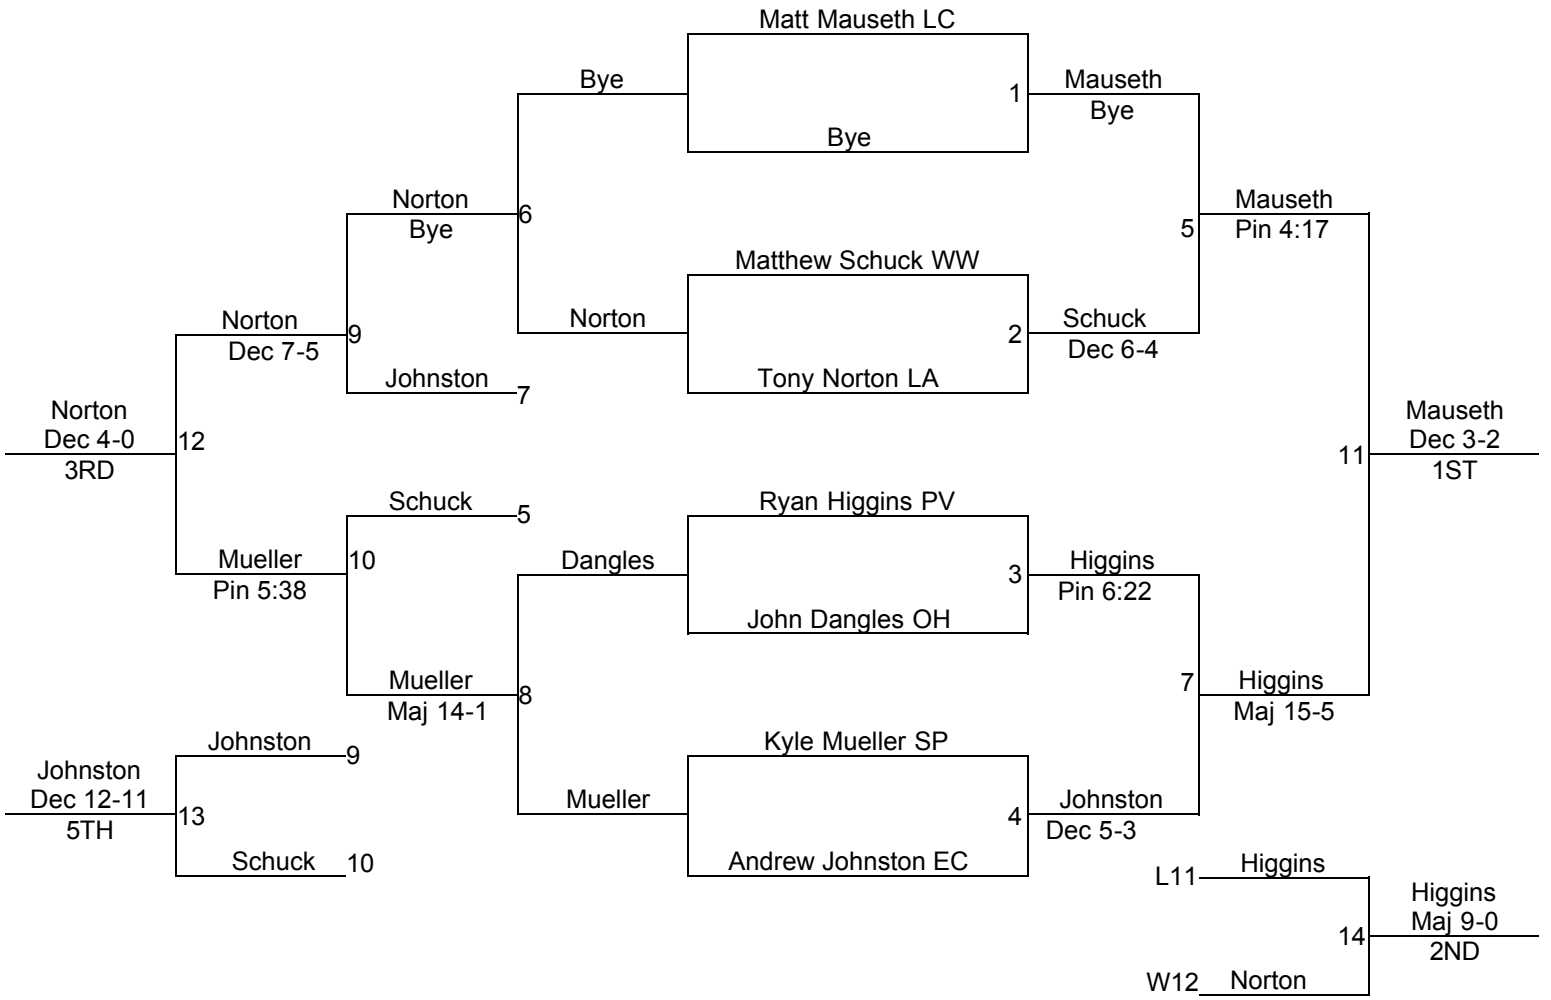 Matt Mauseth LC
Bye
Mauseth
1
Bye
Bye
Norton
Mauseth
6
Bye
5
Pin 4:17
Matthew Schuck WW
Norton
Norton
Schuck
9
2
Dec 7-5
Dec 6-4
Johnston
Tony Norton LA
7
Norton
Mauseth
Dec 4-0
12
Dec 3-2
11
3RD
1ST
Schuck
5
Ryan Higgins PV
Mueller
10
Dangles
Higgins
3
Pin 5:38
Pin 6:22
John Dangles OH
Mueller
7
Higgins
8
Maj 14-1
Maj 15-5
Johnston
9
Kyle Mueller SP
Johnston
Dec 12-11
Mueller
Johnston
13
4
5TH
Dec 5-3
Schuck
10
Andrew Johnston EC
Higgins
L11
Higgins
Maj 9-0
14
2ND
W12
Norton